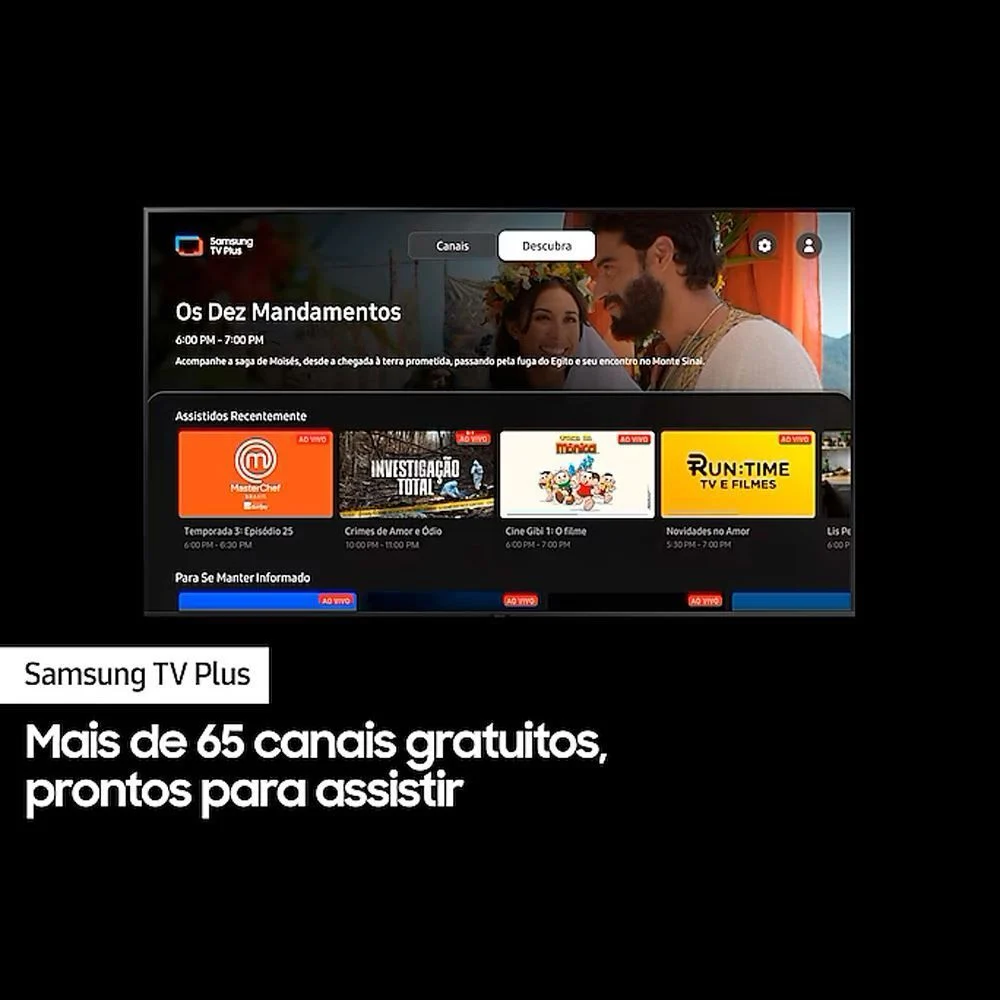 Samsung
TV Plus
Canais
Descubra
Os Dez Mandamentos
6:00 PM - 7:00 PM
Acompanhe a saga de Moisés, desde a chegada à terra prometida, passando pela fuga do Egito e seu encontro no Monte Sinai.
Assistidos Recentemente
AO VIVO
AO VIVO
AO VIVO
AO VIVO
MasterChef
BRASIL
INVESTIGAÇÃO
TOTAL
TURMA DA
Mônica
RUN:TIME
TV E FILMES
Temporada 3: Episódio 25
6:00 PM - 6:30 PM
Crimes de Amor e Ódio
10:00 PM - 11:00 PM
Cine Gibi 1: O filme
6:00 PM - 7:00 PM
Novidades no Amor
5:30 PM - 7:00 PM
Lis Pe
6:00 P
Para Se Manter Informado
AO VIVO
AO VIVO
AO VIVO
Samsung TV Plus
Mais de 65 canais gratuitos,
prontos para assistir